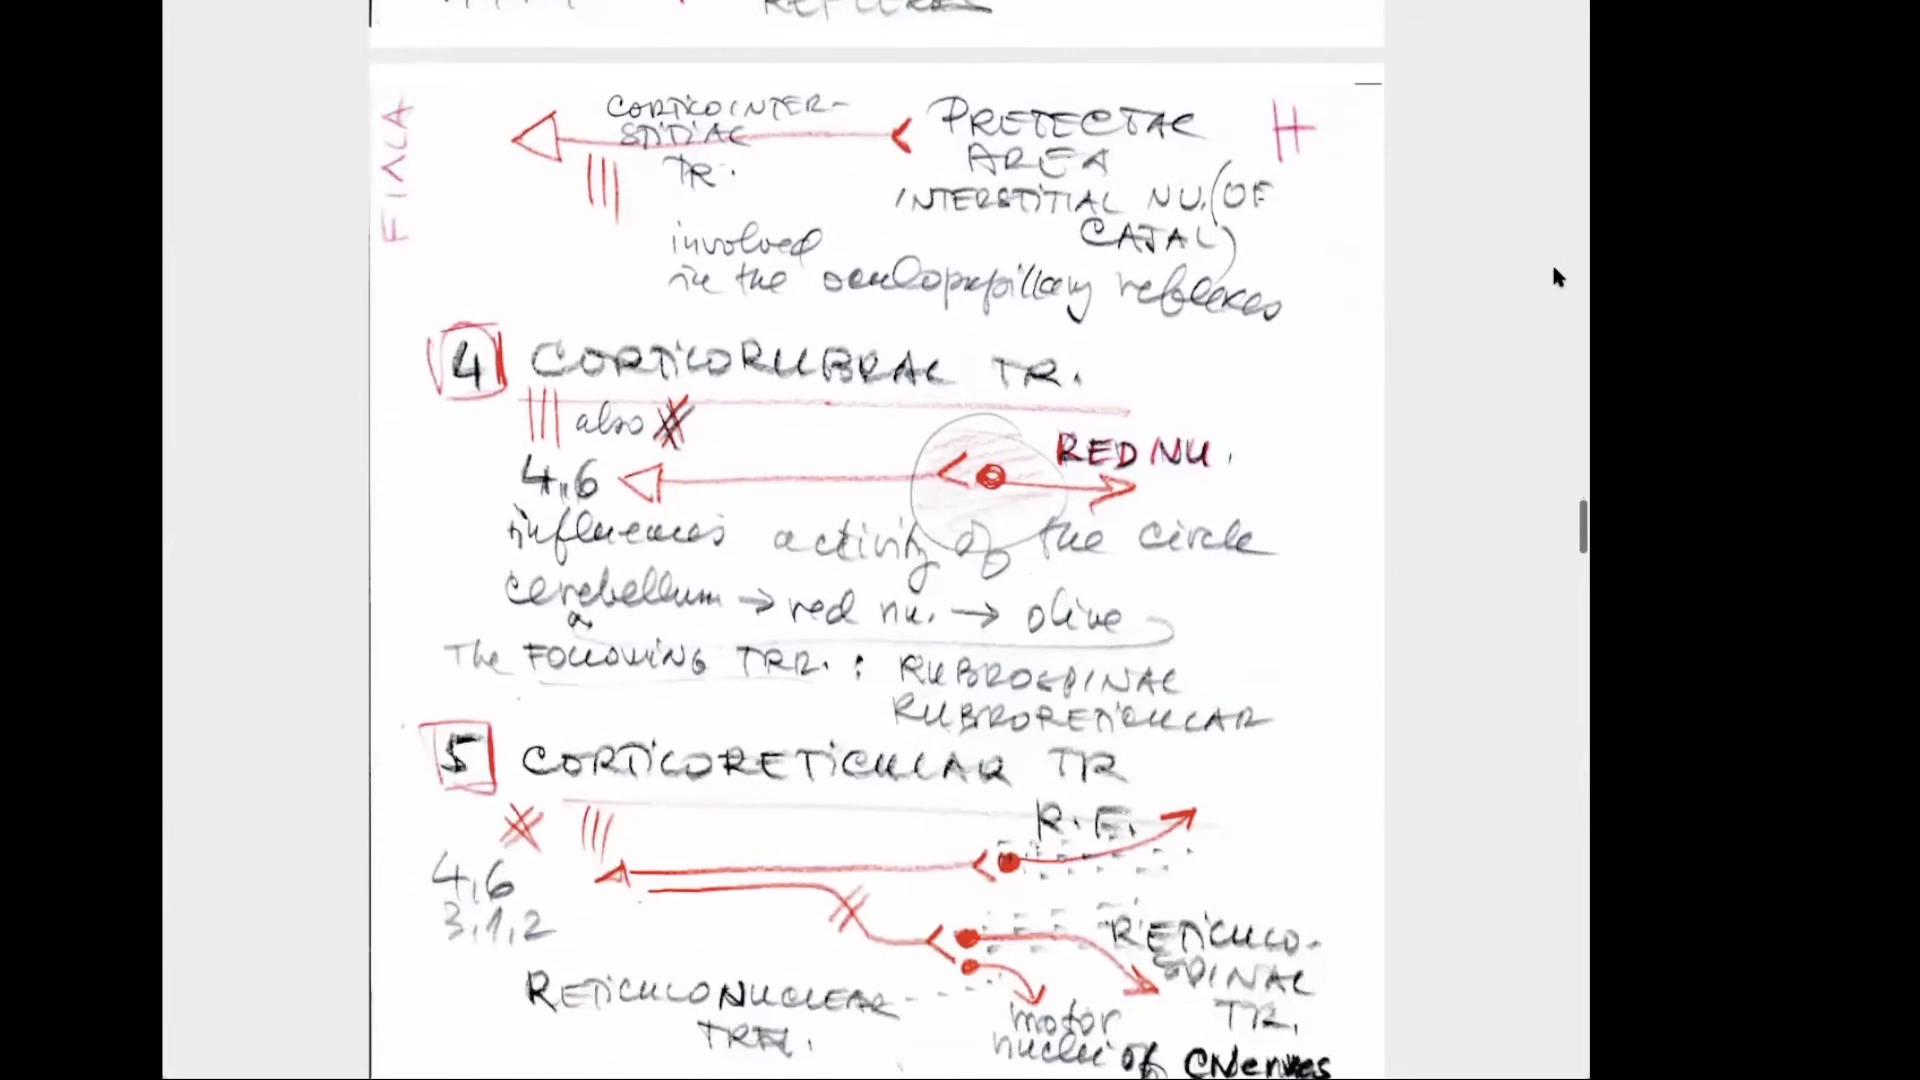 REFLEXES
FIALA
CORTICOINTER-
STITIAL
TR.
PRETECTAL
AREA
INTERSTITIAL NU. (OF
CAJAL)
H
involved
in the oculopupillary reflexes
4 CORTICORUBRAL TR.
||| also
4,6
RED NU.
influences activity of the circle
cerebellum → red nu. → olive
The FOLLOWING TRR. : RUBROSPINAL
RUBRORETICULAR
5 CORTICORETICULAR TR
R.F.
4,6
3,1,2
RETICULO-
SPINAL
TR.
RETICULONUCLEAR
TRR.
motor
nuclei of CNerves